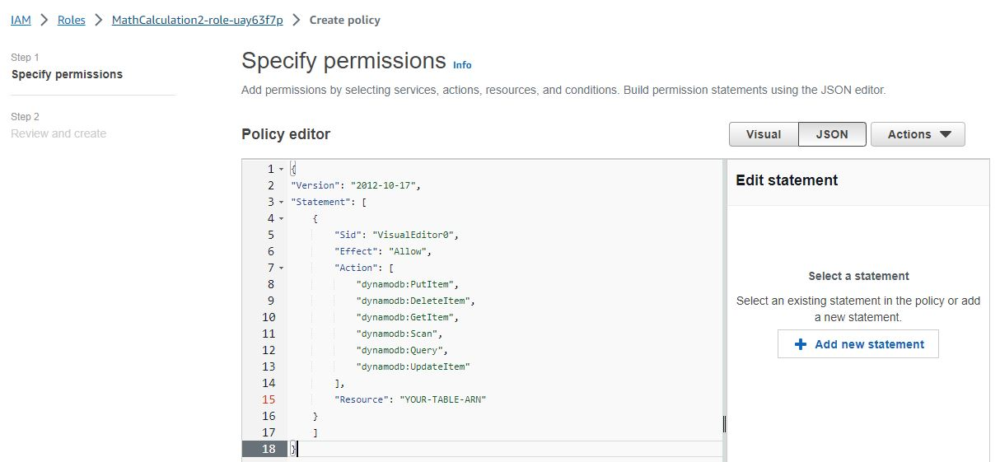 IAM > Roles > MathCalculation2-role-uay63f7p > Create policy
Step 1
Specify permissions
Step 2
Review and create
Specify permissions Info
Add permissions by selecting services, actions, resources, and conditions. Build permission statements using the JSON editor.
Policy editor
Visual JSON Actions
1 {
2 "Version": "2012-10-17",
3 "Statement": [
4 {
5 "Sid": "VisualEditor0",
6 "Effect": "Allow",
7 "Action": [
8 "dynamodb:PutItem",
9 "dynamodb:DeleteItem",
10 "dynamodb:GetItem",
11 "dynamodb:Scan",
12 "dynamodb:Query",
13 "dynamodb:UpdateItem"
14 ],
15 "Resource": "YOUR-TABLE-ARN"
16 }
17 ]
18 }
Edit statement
Select a statement
Select an existing statement in the policy or add
a new statement.
+ Add new statement